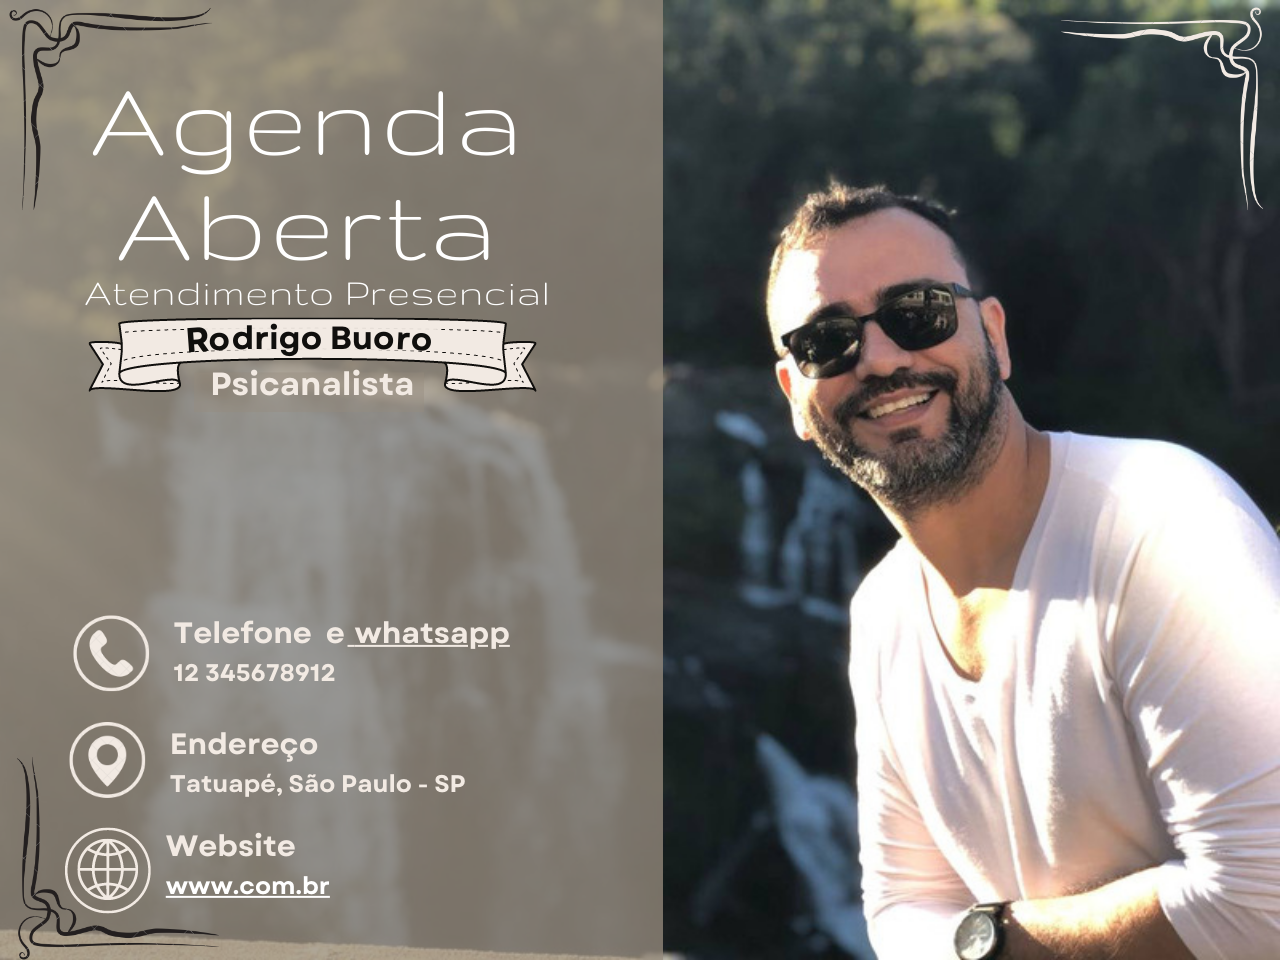 Agenda
Aberta
Atendimento Presencial
Rodrigo Buoro
Psicanalista
Telefone e whatsapp
12 345678912
Endereço
Tatuapé, São Paulo - SP
Website
www.com.br